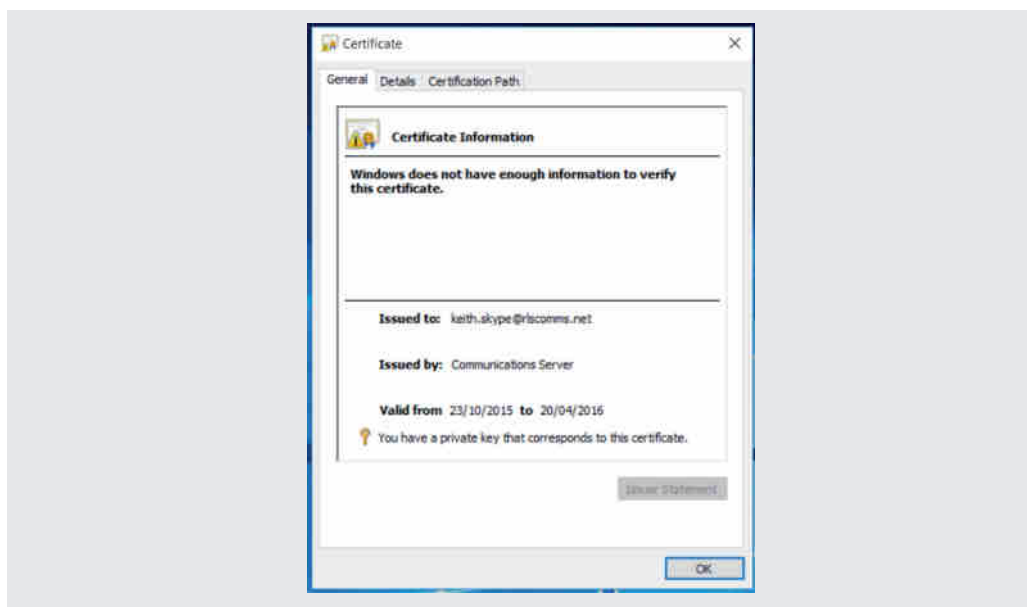 Certificate
General Details Certification Path
Certificate Information
Windows does not have enough information to verify
this certificate.
Issued to: keith.skype@rlscomms.net
Issued by: Communications Server
Valid from 23/10/2015 to 20/04/2016
You have a private key that corresponds to this certificate.
Issuer Statement
OK